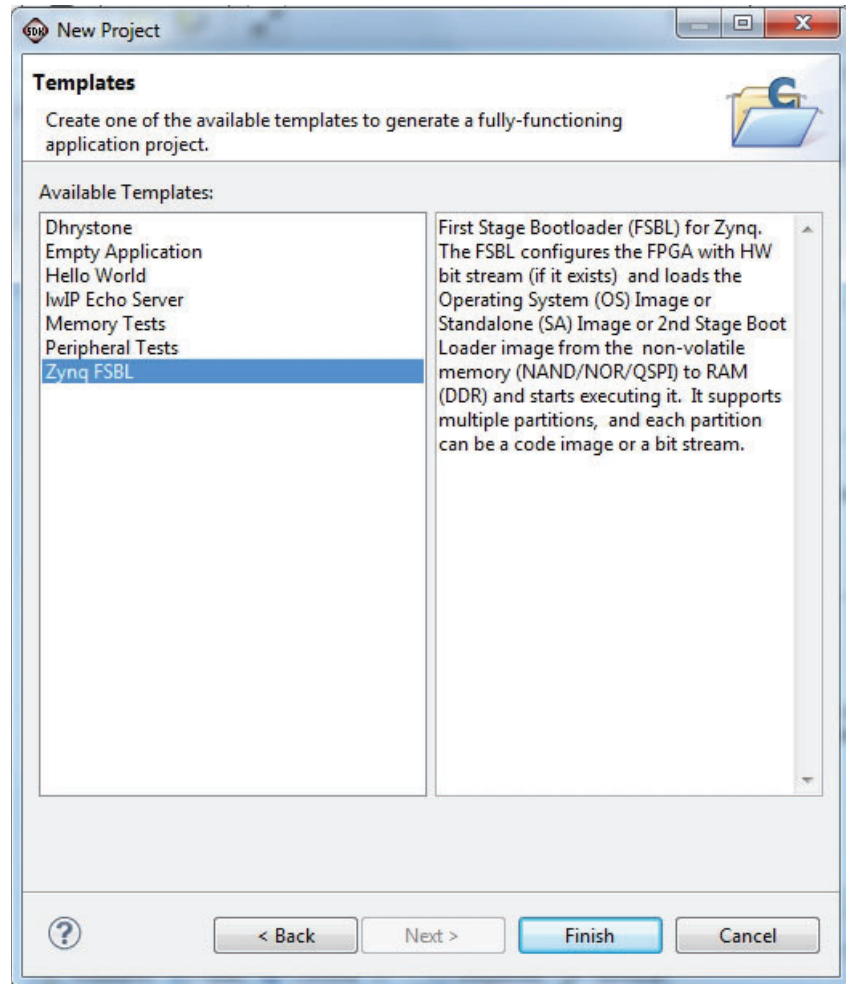 SDK New Project
Templates
Create one of the available templates to generate a fully-functioning
application project.
C
Available Templates:
Dhrystone
Empty Application
Hello World
lwIP Echo Server
Memory Tests
Peripheral Tests
Zynq FSBL
First Stage Bootloader (FSBL) for Zynq.
The FSBL configures the FPGA with HW
bit stream (if it exists)  and loads the
Operating System (OS) Image or
Standalone (SA) Image or 2nd Stage Boot
Loader image from the  non-volatile
memory (NAND/NOR/QSPI) to RAM
(DDR) and starts executing it.  It supports
multiple partitions,  and each partition
can be a code image or a bit stream.
?
< Back
Next >
Finish
Cancel